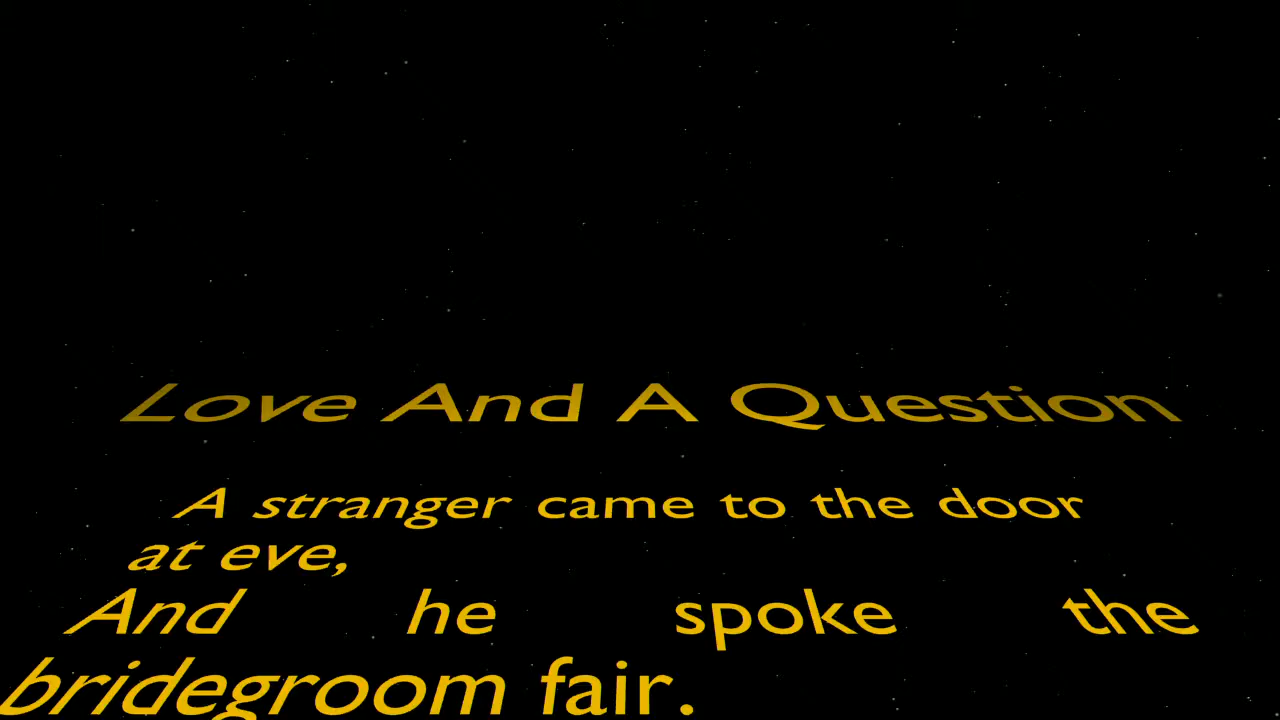 Love And A Question
A stranger came to the door
at eve,
And he spoke the
bridegroom fair.